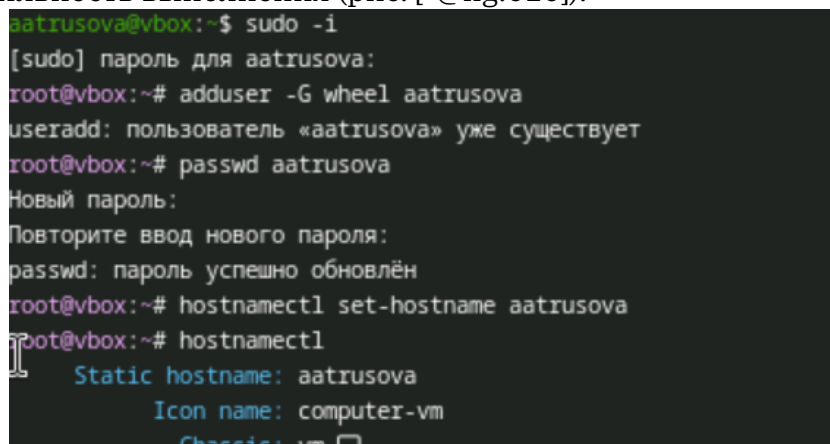 aatrusova@vbox:~$ sudo -i
[sudo] пароль для aatrusova:
root@vbox:~# adduser -G wheel aatrusova
useradd: пользователь «aatrusova» уже существует
root@vbox:~# passwd aatrusova
Новый пароль:
Повторите ввод нового пароля:
passwd: пароль успешно обновлён
root@vbox:~# hostnamectl set-hostname aatrusova
root@vbox:~# hostnamectl
Static hostname: aatrusova
Icon name: computer-vm
Chassis: vm